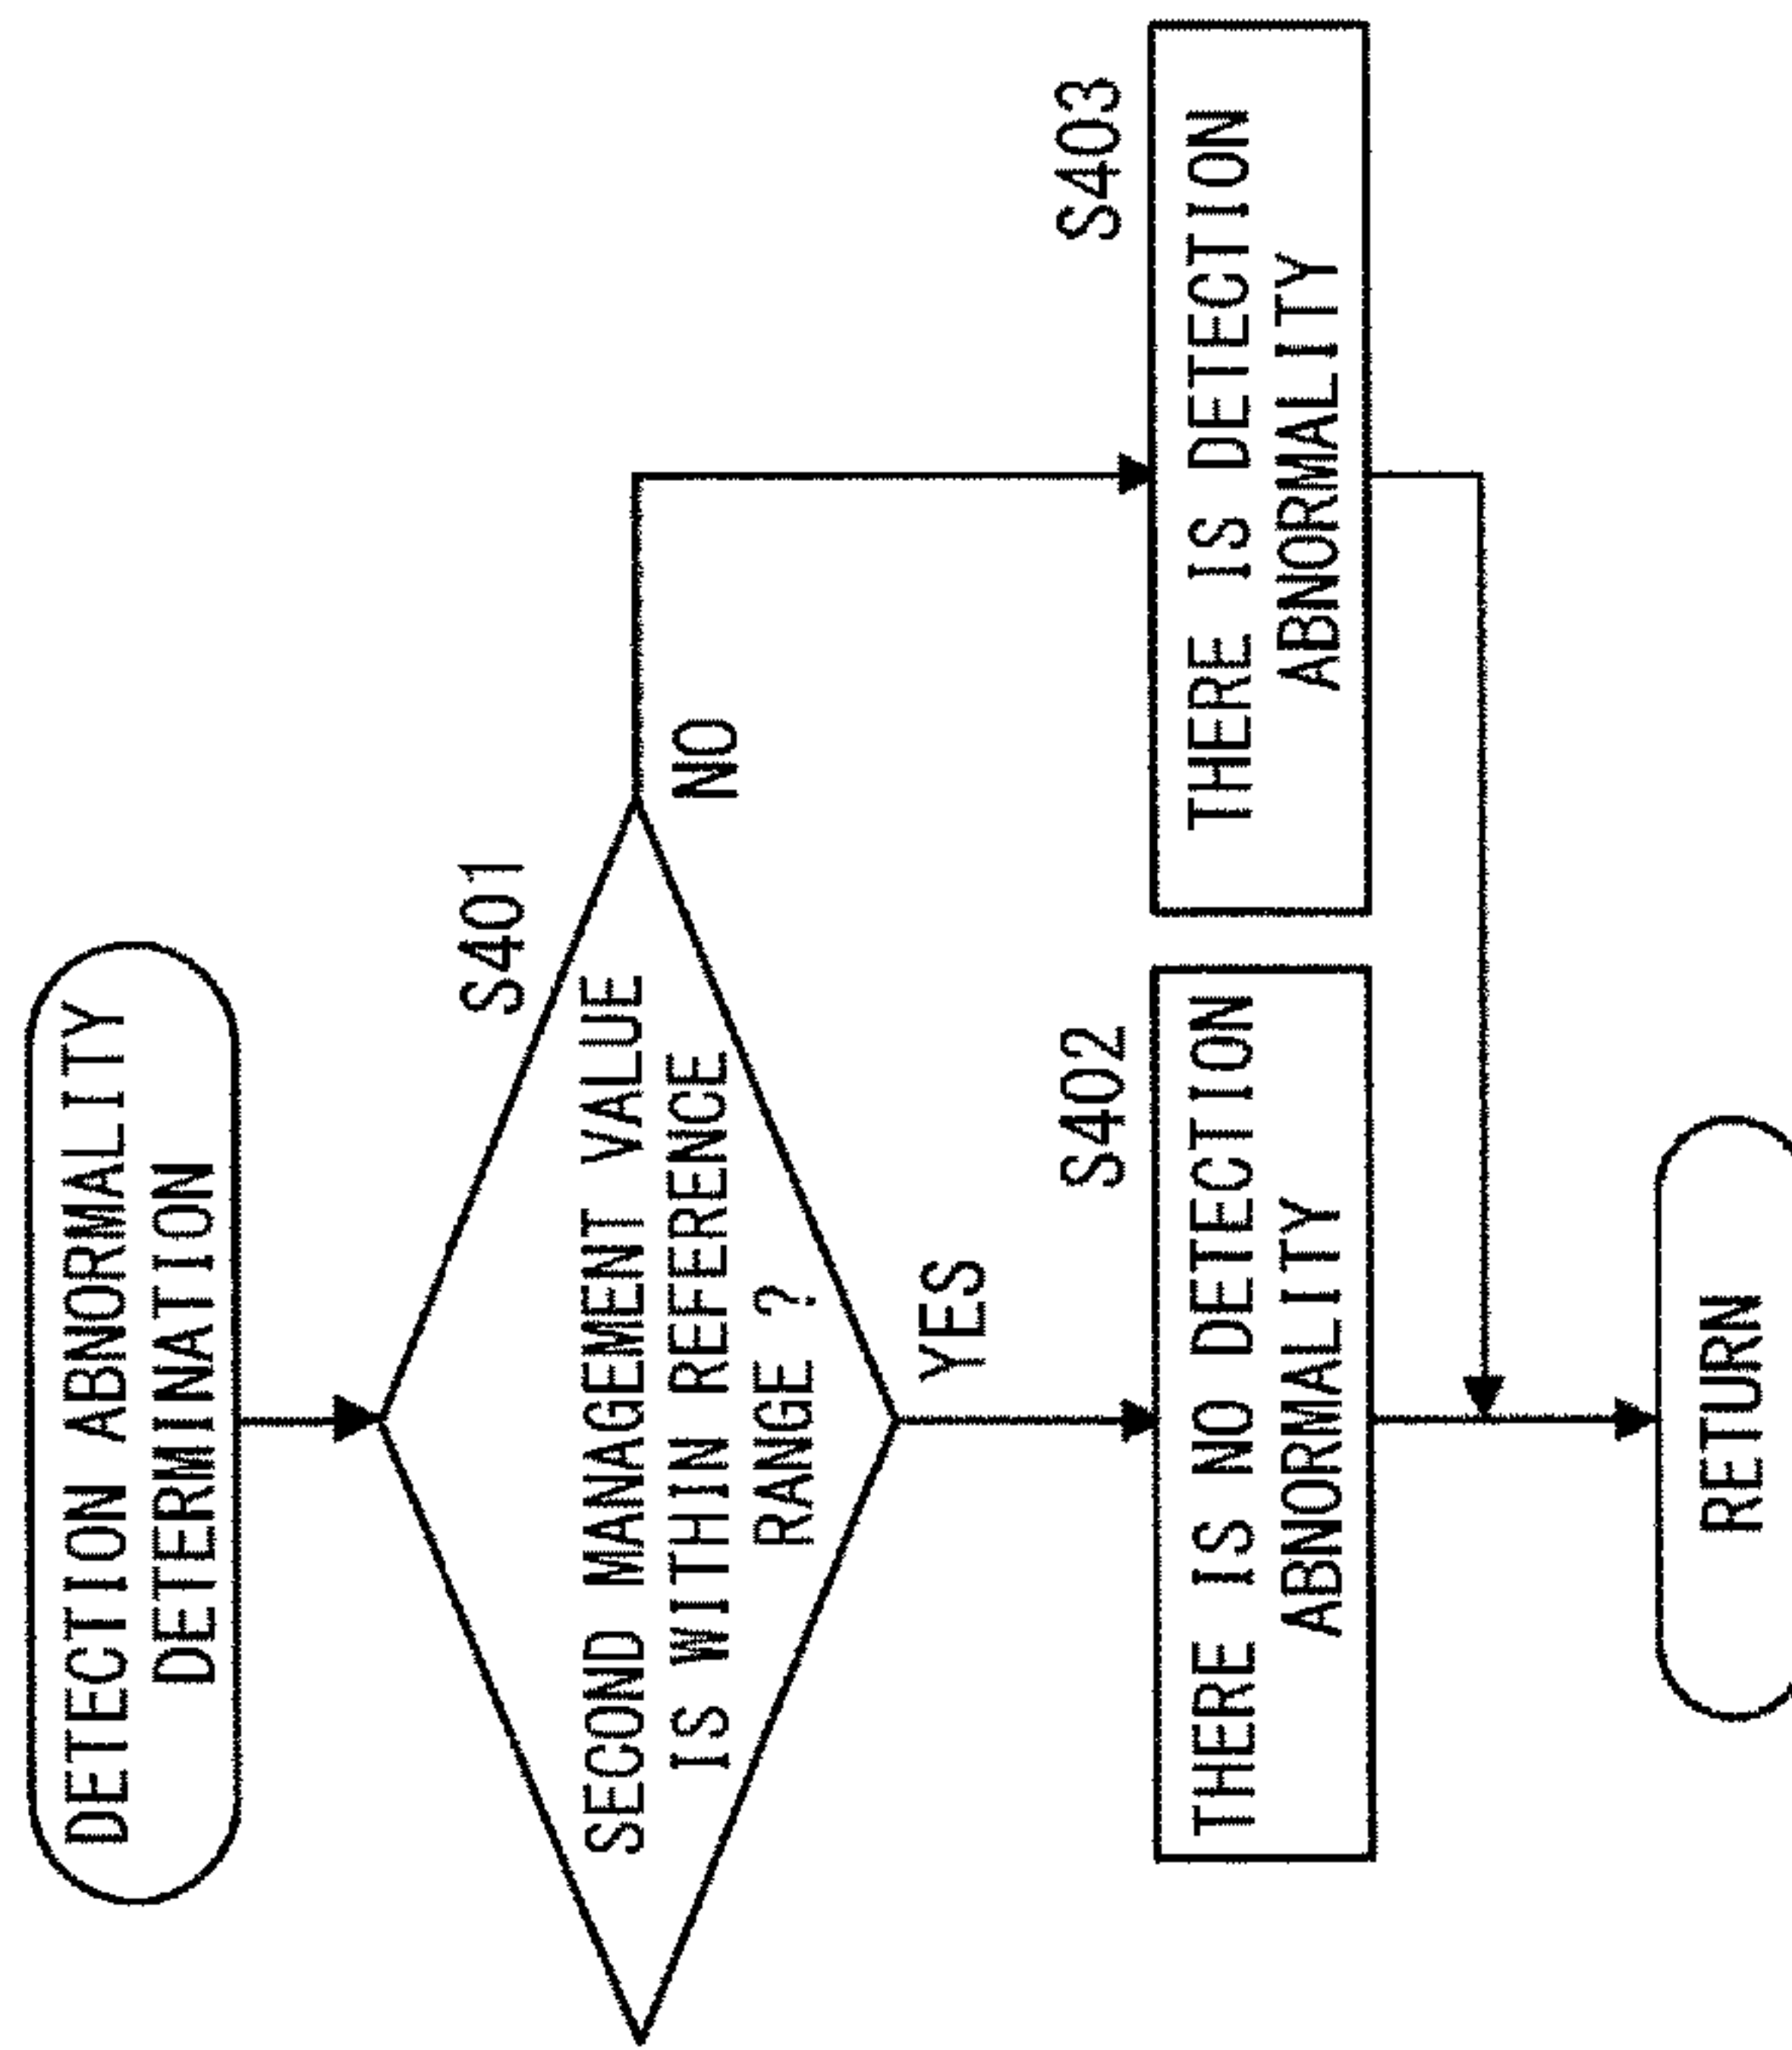 DETECTION ABNORMALITY
DETERMINATION
S401
SECOND MANAGEMENT VALUE
IS WITHIN REFERENCE
RANGE ?
NO
YES
S402
THERE IS NO DETECTION
ABNORMALITY
S403
THERE IS DETECTION
ABNORMALITY
RETURN